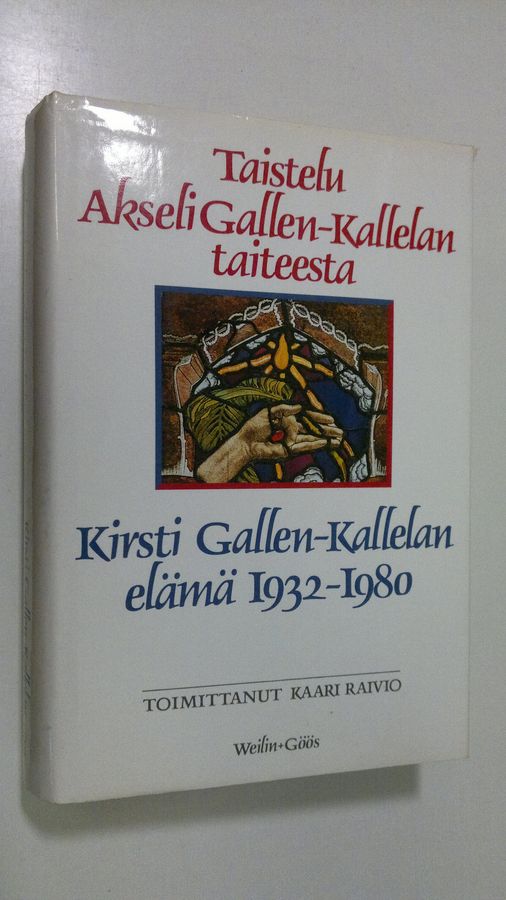 Taistelu
Akseli Gallen-Kallelan
taiteesta
Kirsti Gallen-Kallelan
elämä 1932-1980
TOIMITTANUT KAARI RAIVIO
Weilin+Göös